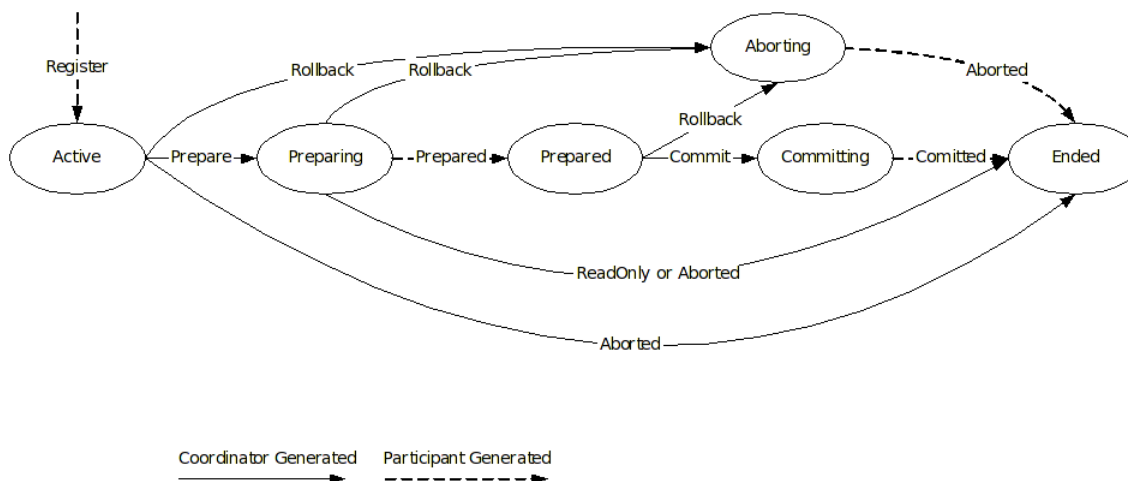 Aborting
Register
Rollback
Rollback
Aborted
Rollback
Active
Prepare
Preparing
Prepared
Prepared
Commit
Committing
Comitted
Ended
ReadOnly or Aborted
Aborted
Coordinator Generated
Participant Generated